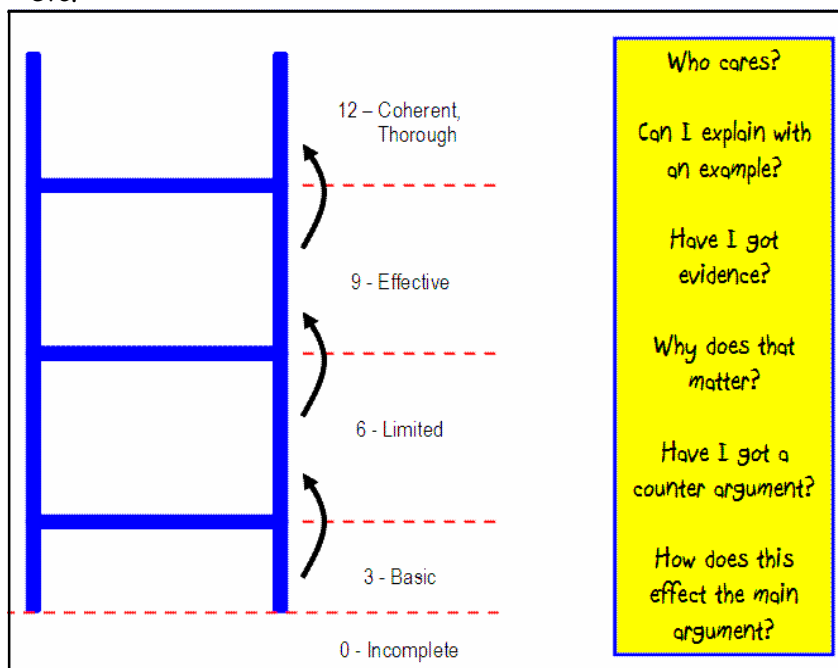 12 – Coherent,
Thorough
9 - Effective
6 - Limited
3 - Basic
0 - Incomplete
Who cares?
Can I explain with
an example?
Have I got
evidence?
Why does that
matter?
Have I got a
counter argument?
How does this
effect the main
argument?